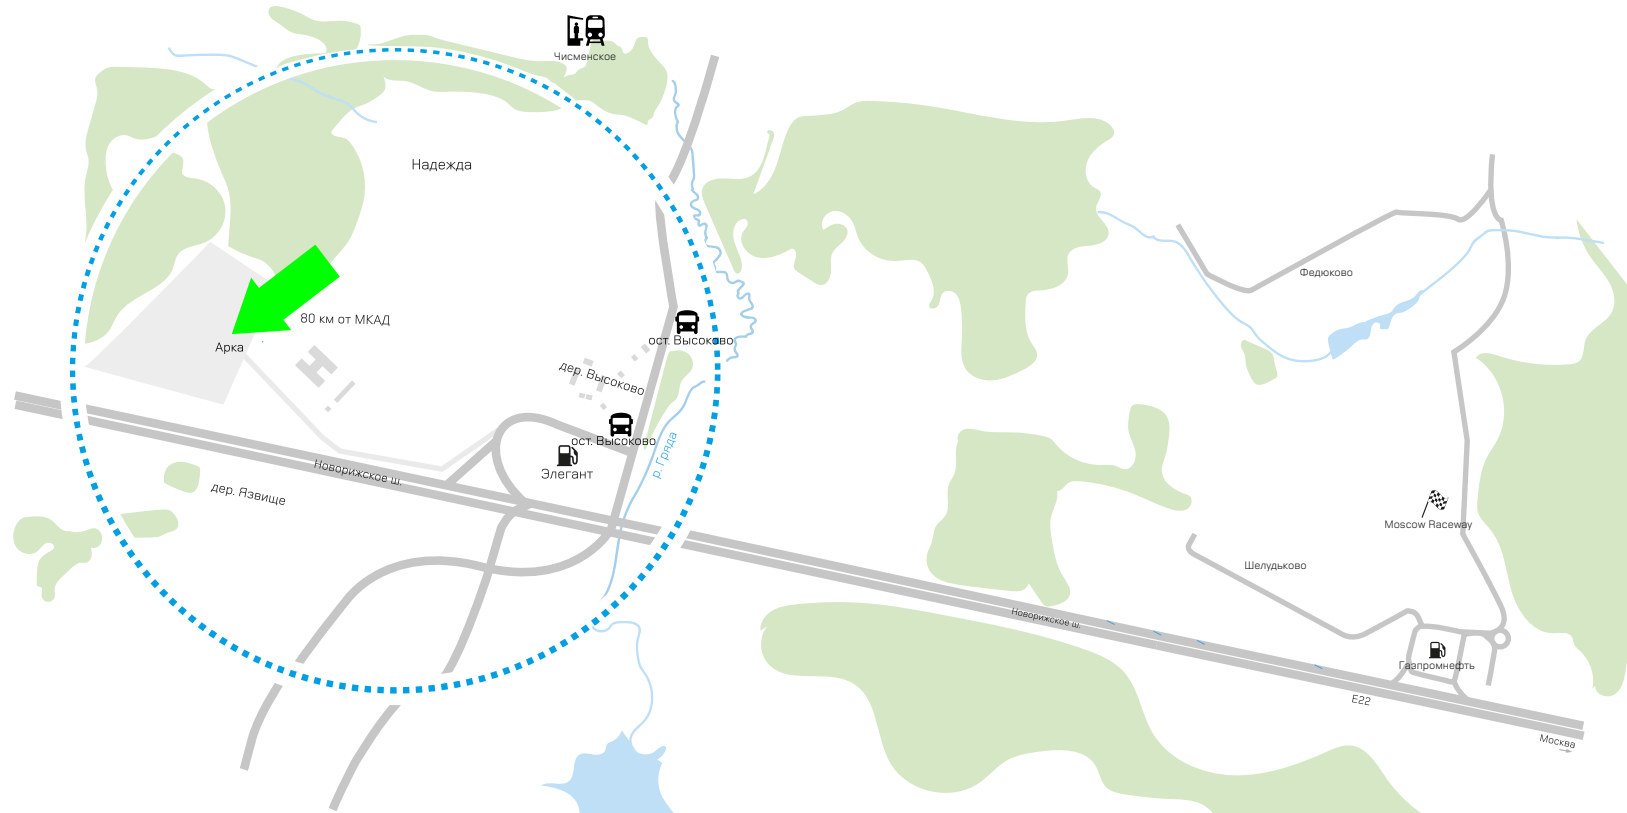 Чисменское
Надежда
Федюково
80 км от МКАД
ост. Высоково
Арка
дер. Высоково
ост. Высоково
р. Гряда
Элегант
Новорижское ш.
дер. Язвище
Moscow Raceway
Шелудьково
Новорижское ш.
Газпромнефть
E22
Москва